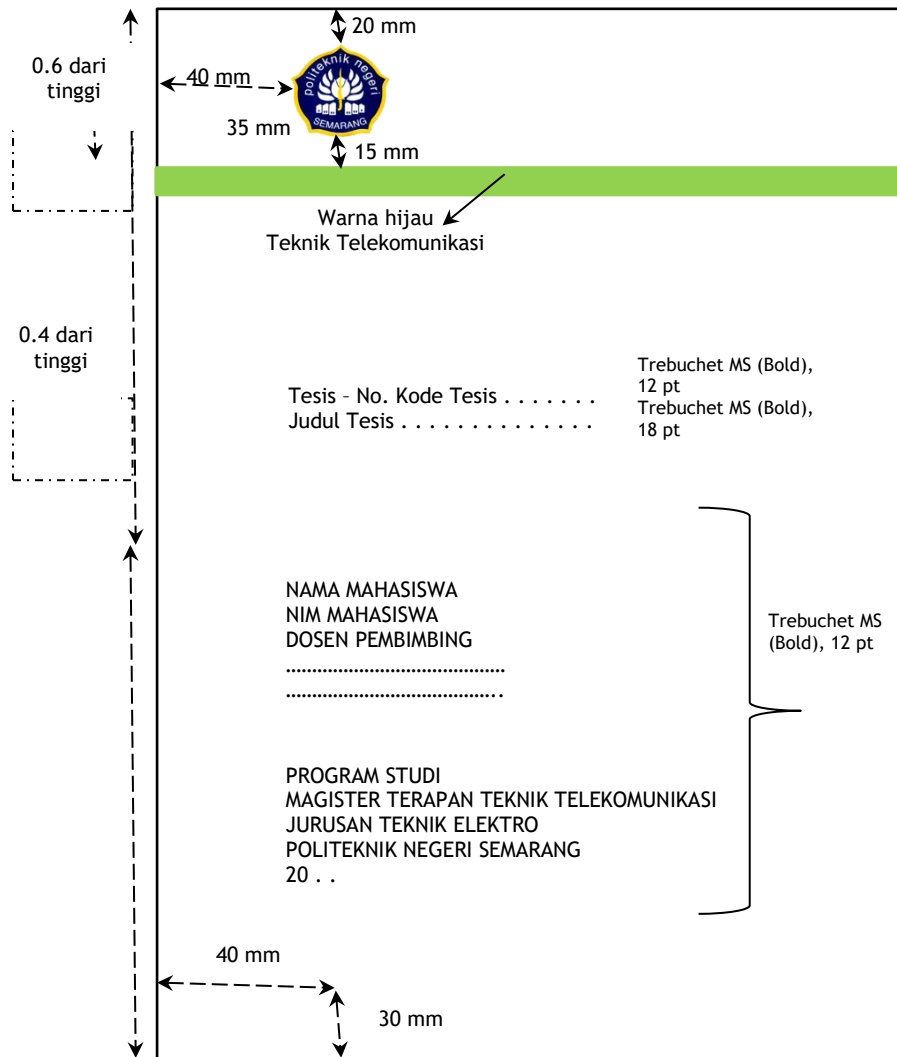 20 mm
0.6 dari
tinggi
40 mm
politeknik negeri
SEMARANG
35 mm
15 mm
Warna hijau
Teknik Telekomunikasi
0.4 dari
tinggi
Tesis – No. Kode Tesis . . . . . . .
Trebuchet MS (Bold),
12 pt
Judul Tesis . . . . . . . . . . . . . . .
Trebuchet MS (Bold),
18 pt
NAMA MAHASISWA
NIM MAHASISWA
DOSEN PEMBIMBING
..........................................
..........................................
Trebuchet MS
(Bold), 12 pt
PROGRAM STUDI
MAGISTER TERAPAN TEKNIK TELEKOMUNIKASI
JURUSAN TEKNIK ELEKTRO
POLITEKNIK NEGERI SEMARANG
20 . .
40 mm
30 mm